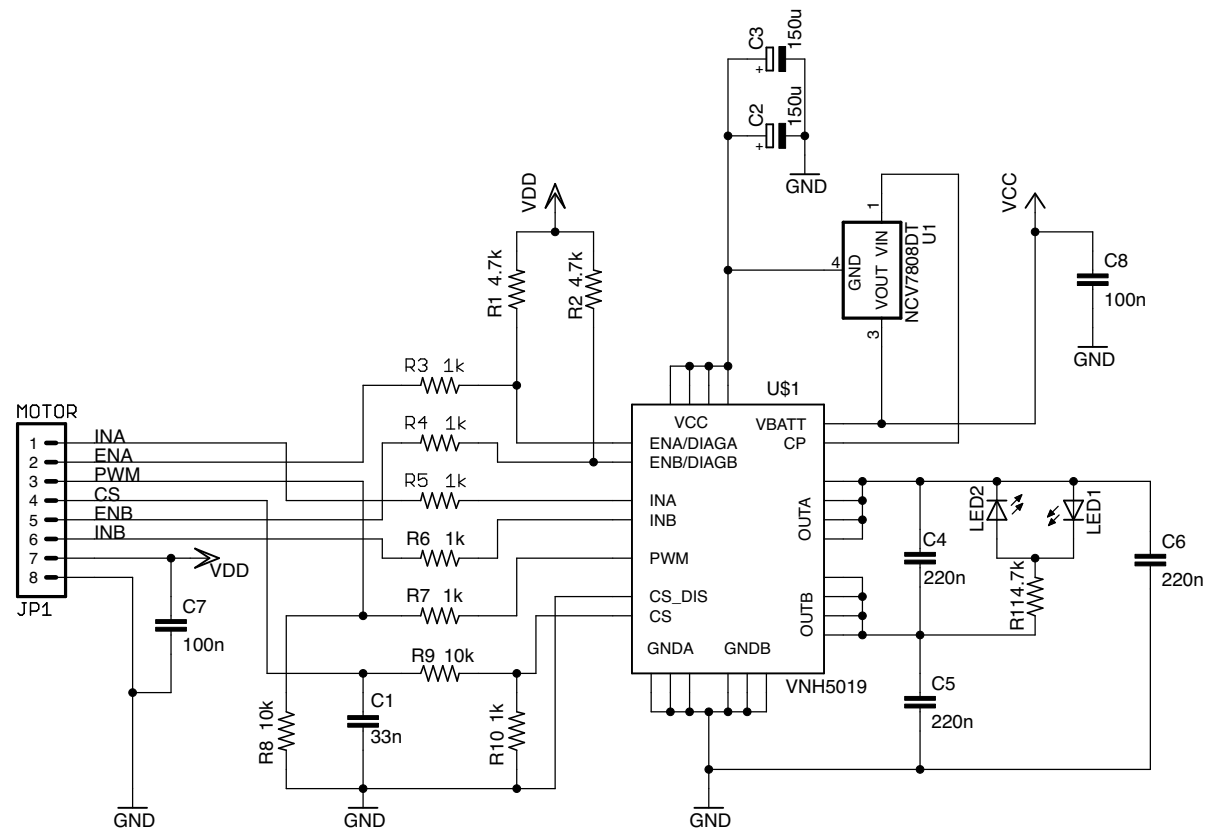 C3
150u
+
C2
150u
+
GND
VDD
VCC
1
4
GND
VOUT VIN
NCV7808DT
U1
3
C8
100n
GND
R1 4.7k
R2 4.7k
R3 1k
R4 1k
R5 1k
R6 1k
R7 1k
R9 10k
MOTOR
1
2
3
4
5
6
7
8
JP1
INA
ENA
PWM
CS
ENB
INB
VDD
C7
100n
GND
R8 10k
C1
33n
R10 1k
GND
U$1
VCC
VBATT
CP
ENA/DIAGA
ENB/DIAGB
INA
INB
PWM
CS_DIS
CS
OUTA
OUTB
GNDA
GNDB
VNH5019
C4
220n
LED2
LED1
R114.7k
C6
220n
C5
220n
GND